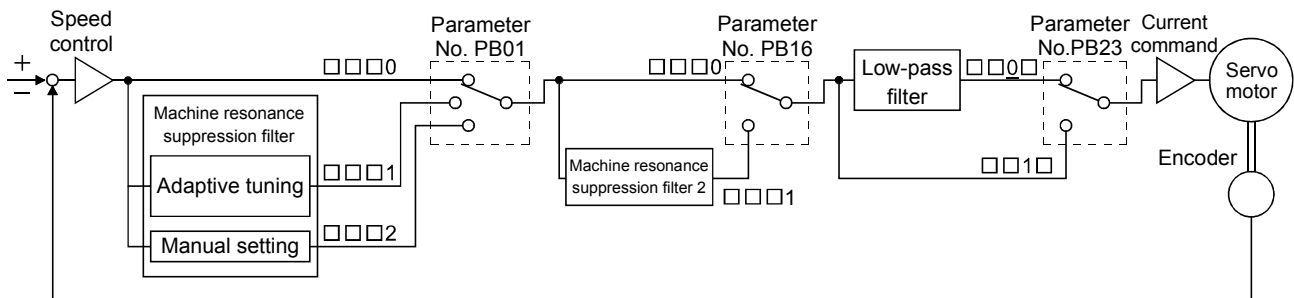 Speed
control
+
−
Parameter
No. PB01
Parameter
No. PB16
Parameter
No.PB23
Current
command
Servo
motor
Encoder
□□□0
□□□0
Low-pass
filter
□□0□
Machine resonance
suppression filter
Adaptive tuning
□□□1
Manual setting
□□□2
Machine resonance
suppression filter 2
□□□1
□□1□